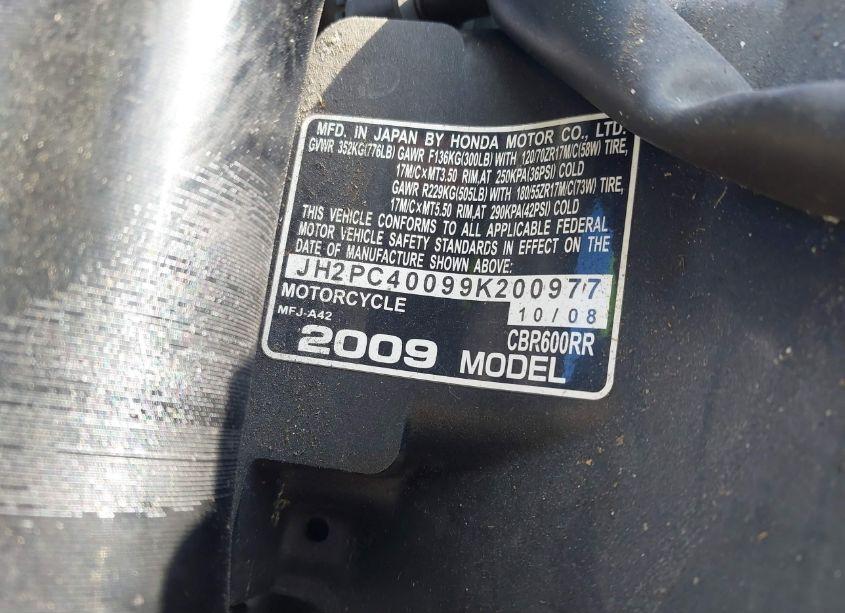 MFD. IN JAPAN BY HONDA MOTOR CO., LTD.
GVWR 352KG(776LB) GAWR F136KG(300LB) WITH 120/70ZR17M/C(58W) TIRE,
17M/C×MT3.50 RIM,AT 250KPA(36PSI) COLD
GAWR R229KG(505LB) WITH 180/55ZR17M/C(73W) TIRE,
17M/C×MT5.50 RIM,AT 290KPA(42PSI) COLD
THIS VEHICLE CONFORMS TO ALL APPLICABLE FEDERAL
MOTOR VEHICLE SAFETY STANDARDS IN EFFECT ON THE
DATE OF MANUFACTURE SHOWN ABOVE:
JH2PC40099K200977
MOTORCYCLE 10/08
MFJ-A42 CBR600RR
2009 MODEL